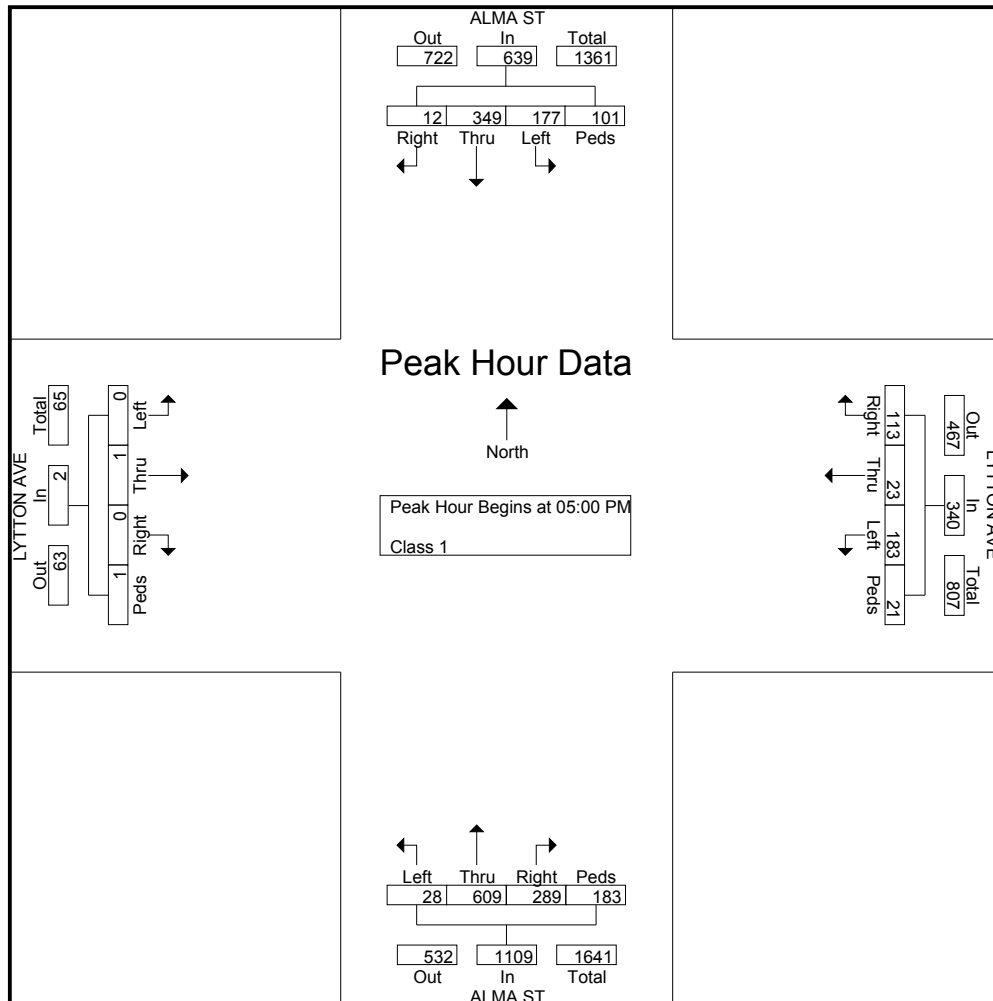 ALMA ST
Out In Total
722 639 1361
12 349 177 101
Right Thru Left Peds
Peak Hour Data
North
Peak Hour Begins at 05:00 PM
Class 1
LYTTON AVE
Total In Out
65 2 63
0 1 0 1
Left Thru Right Peds
LYTTON AVE
Out In Total
467 340 807
113 23 183 21
Right Thru Left Peds
Left Thru Right Peds
28 609 289 183
532 1109 1641
Out In Total
ALMA ST